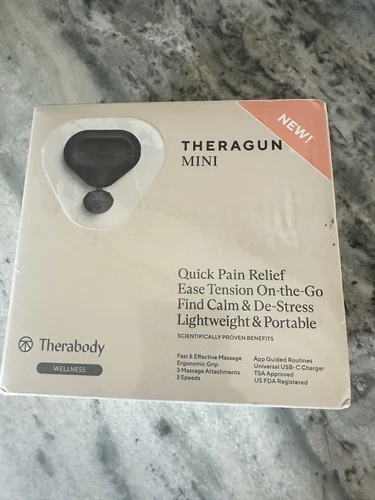 NEW!
THERAGUN
MINI
Quick Pain Relief
Ease Tension On-the-Go
Find Calm & De-Stress
Lightweight & Portable
SCIENTIFICALLY PROVEN BENEFITS
Fast & Effective Massage
Ergonomic Grip
3 Massage Attachments
3 Speeds
App Guided Routines
Universal USB-C Charger
TSA Approved
US FDA Registered
Therabody
WELLNESS